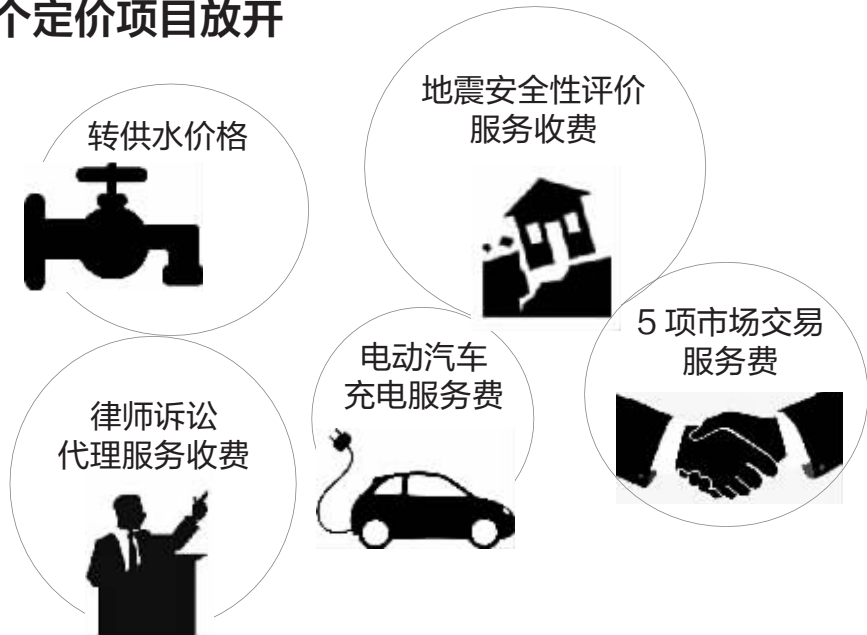 个定价项目放开
转供水价格
地震安全性评价
服务收费
5项市场交易
服务费
电动汽车
充电服务费
律师诉讼
代理服务收费